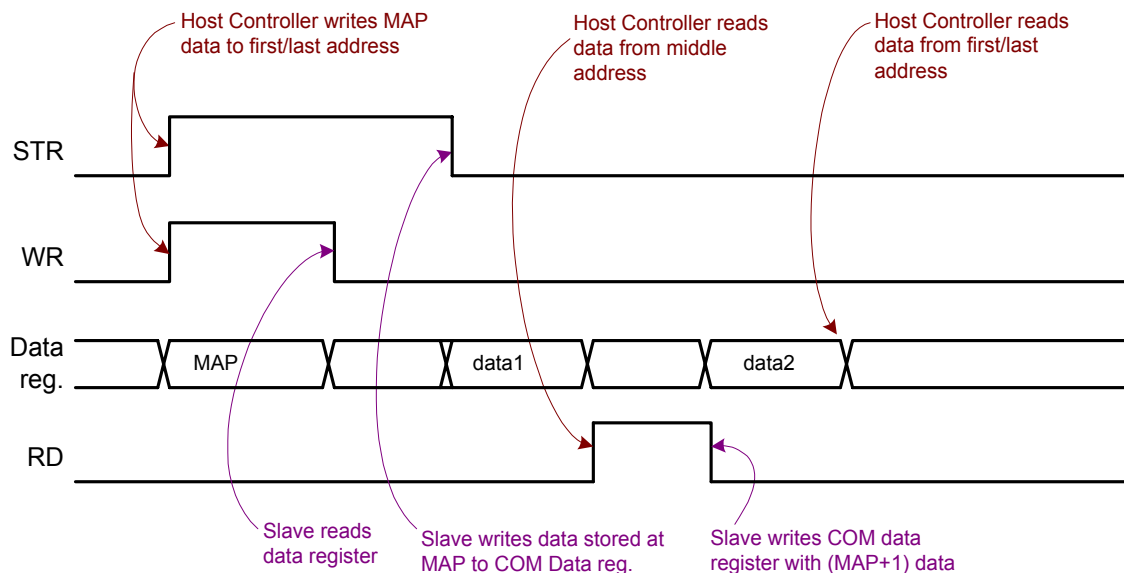 Host Controller writes MAP
data to first/last address
Host Controller reads
data from middle
address
Host Controller reads
data from first/last
address
STR
WR
Data
reg.
MAP
data1
data2
RD
Slave reads
data register
Slave writes data stored at
MAP to COM Data reg.
Slave writes COM data
register with (MAP+1) data